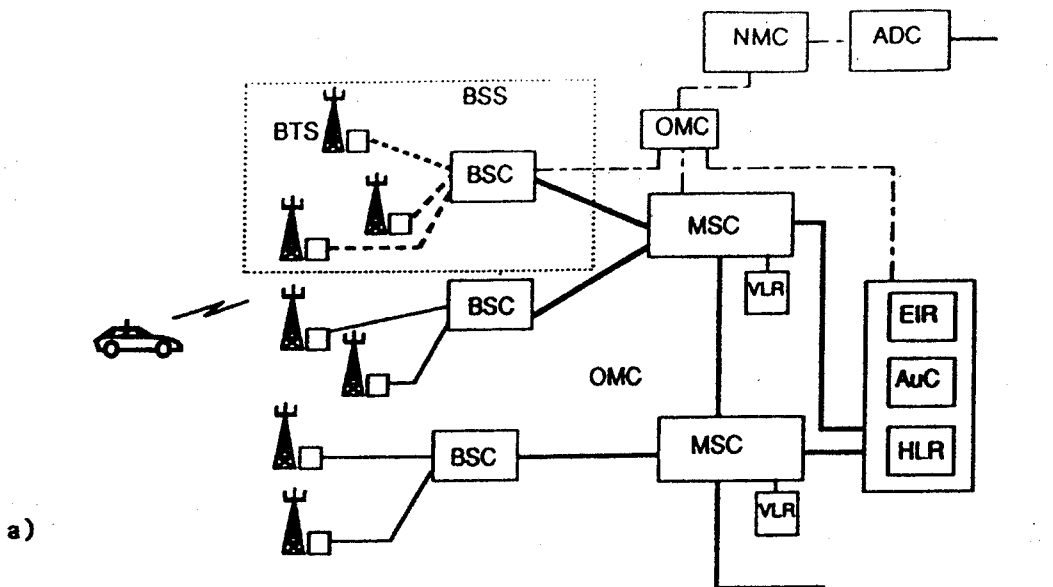 NMC
ADC
BSS
BTS
OMC
BSC
MSC
VLR
BSC
EIR
OMC
AuC
BSC
MSC
HLR
VLR
a)